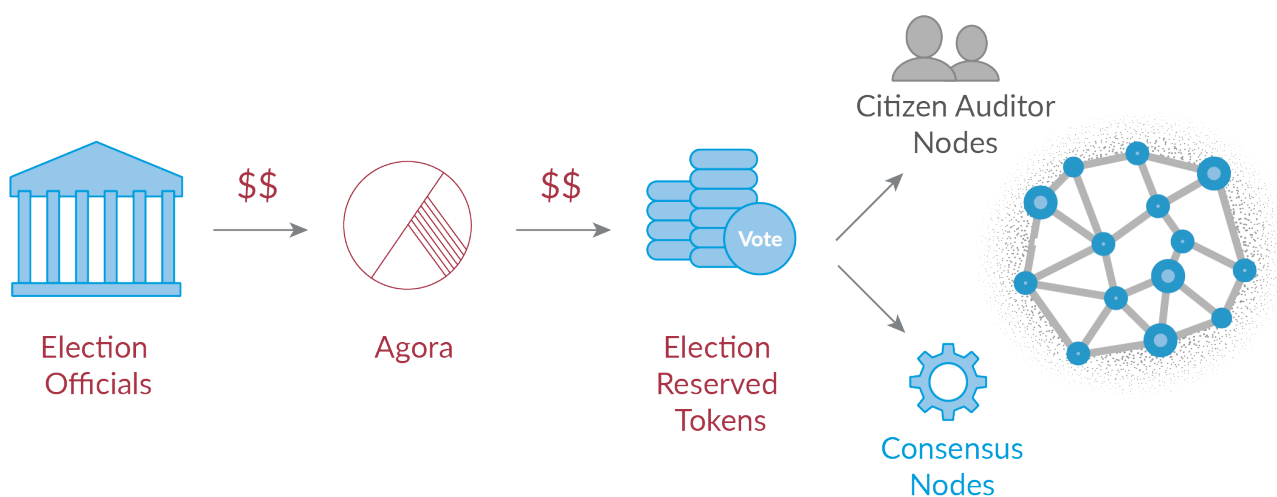 $$
$$
Vote
Election
Officials
Agora
Election
Reserved
Tokens
Citizen Auditor
Nodes
Consensus
Nodes